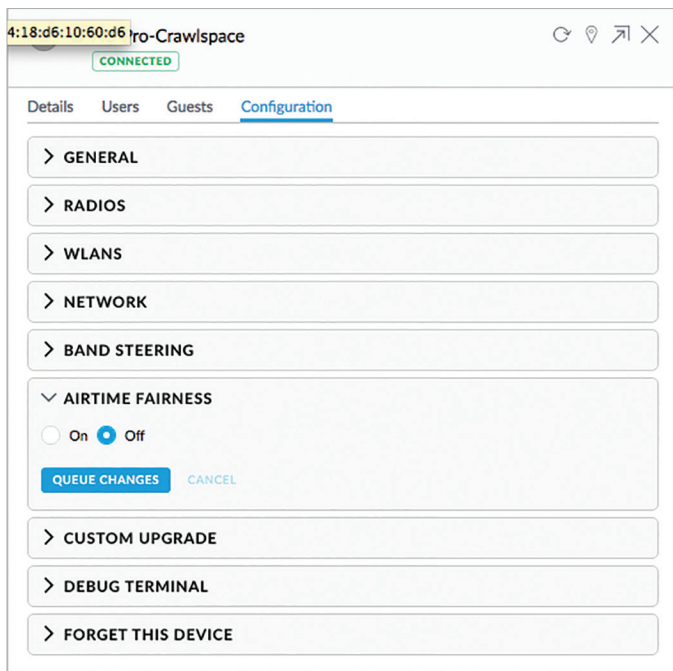 4:18:d6:10:60:d6
Pro-Crawlspace
CONNECTED
Details Users Guests Configuration
GENERAL
RADIOS
WLANS
NETWORK
BAND STEERING
AIRTIME FAIRNESS
On Off
QUEUE CHANGES CANCEL
CUSTOM UPGRADE
DEBUG TERMINAL
FORGET THIS DEVICE